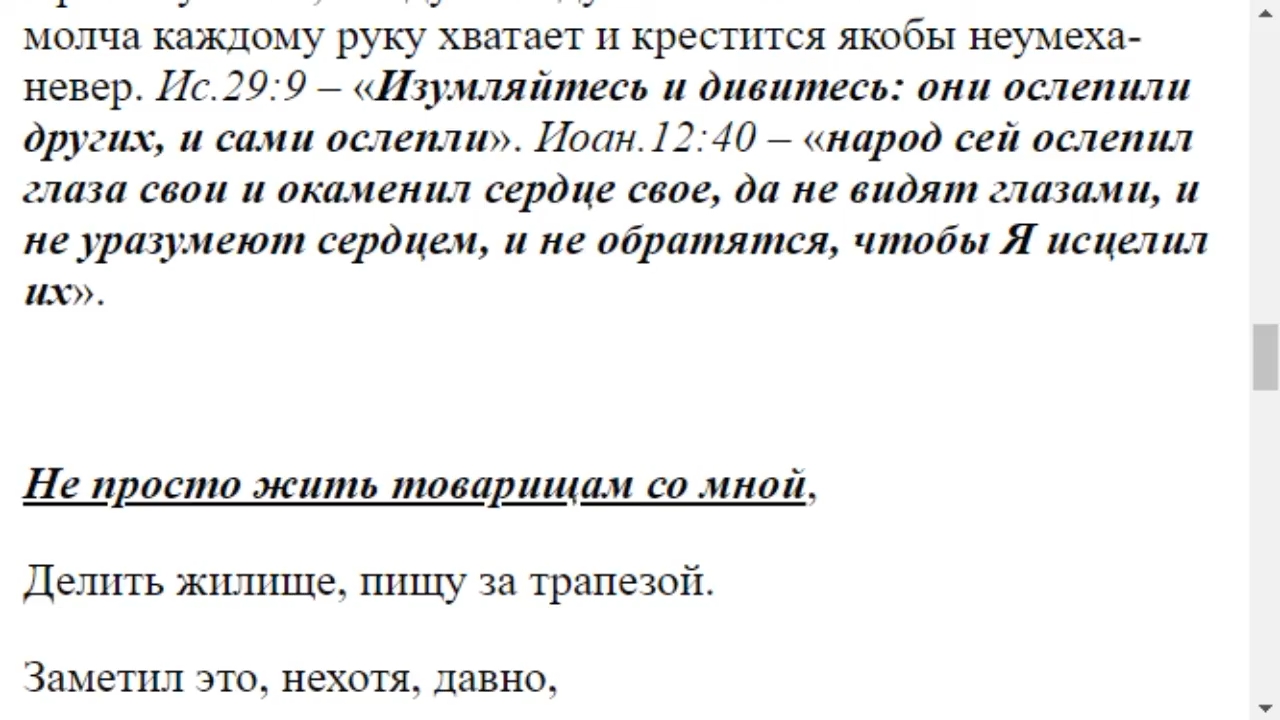 молча каждому руку хватает и крестится якобы неумеха-
невер. Ис.29:9 – «Изумляйтесь и дивитесь: они ослепили
других, и сами ослепли». Иоан.12:40 – «народ сей ослепил
глаза свои и окаменил сердце свое, да не видят глазами, и
не уразумеют сердцем, и не обратятся, чтобы Я исцелил
их».
Не просто жить товарищам со мной,
Делить жилище, пищу за трапезой.
Заметил это, нехотя, давно,